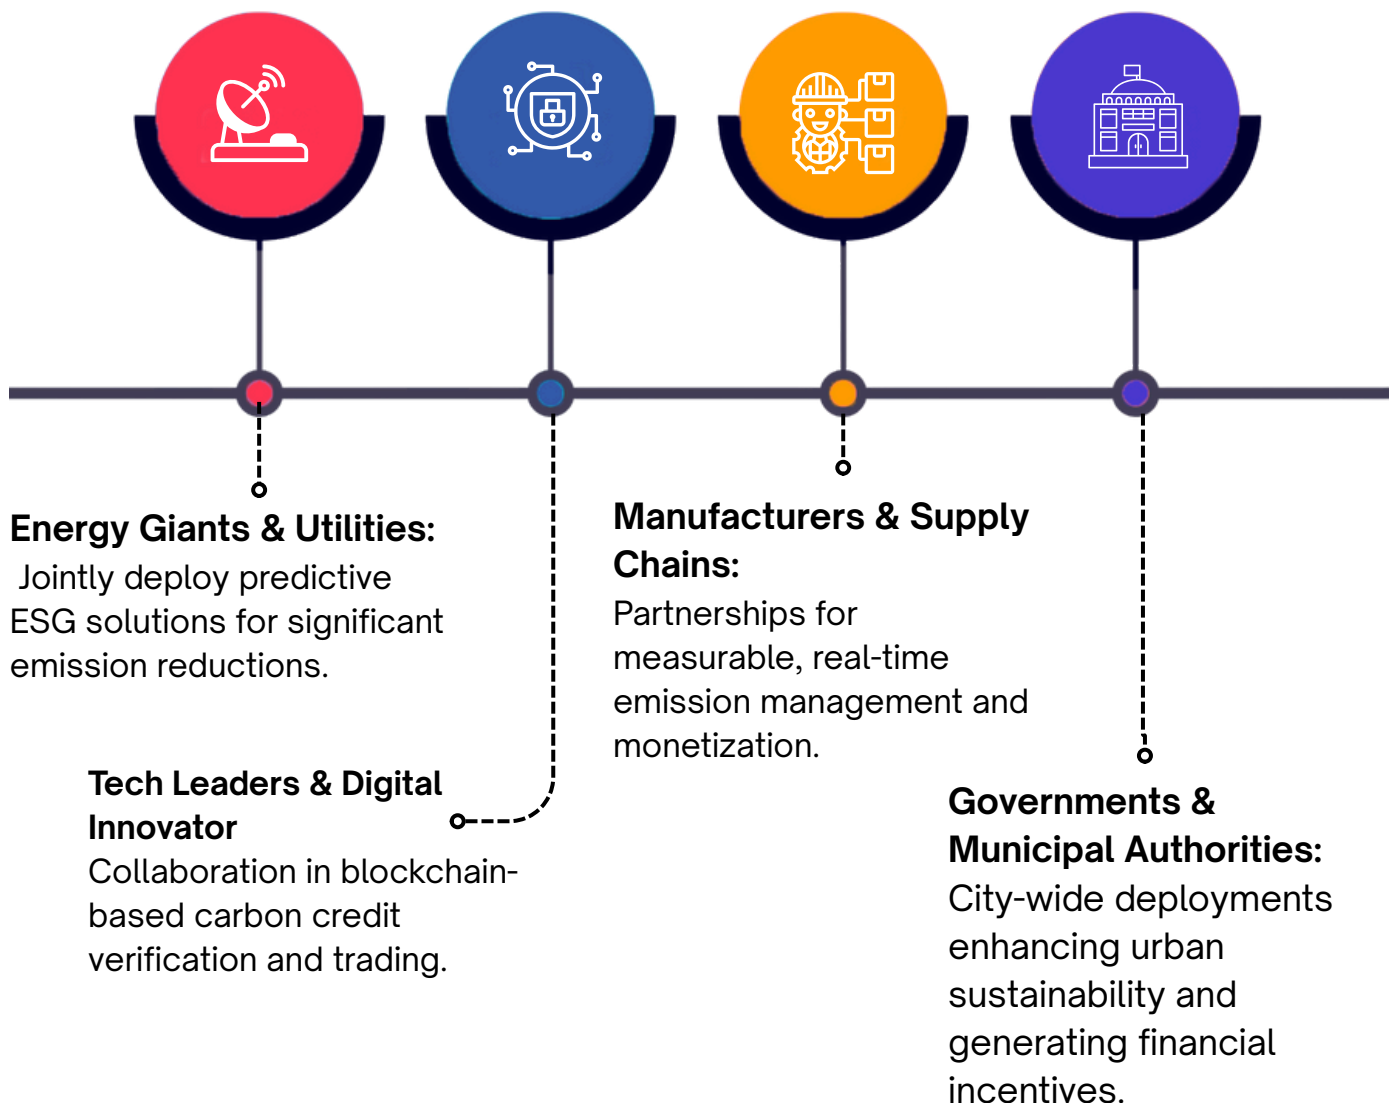 Energy Giants & Utilities:
Jointly deploy predictive
ESG solutions for significant
emission reductions.
Tech Leaders & Digital
Innovator
Collaboration in blockchain-
based carbon credit
verification and trading.
Manufacturers & Supply
Chains:
Partnerships for
measurable, real-time
emission management and
monetization.
Governments &
Municipal Authorities:
City-wide deployments
enhancing urban
sustainability and
generating financial
incentives.